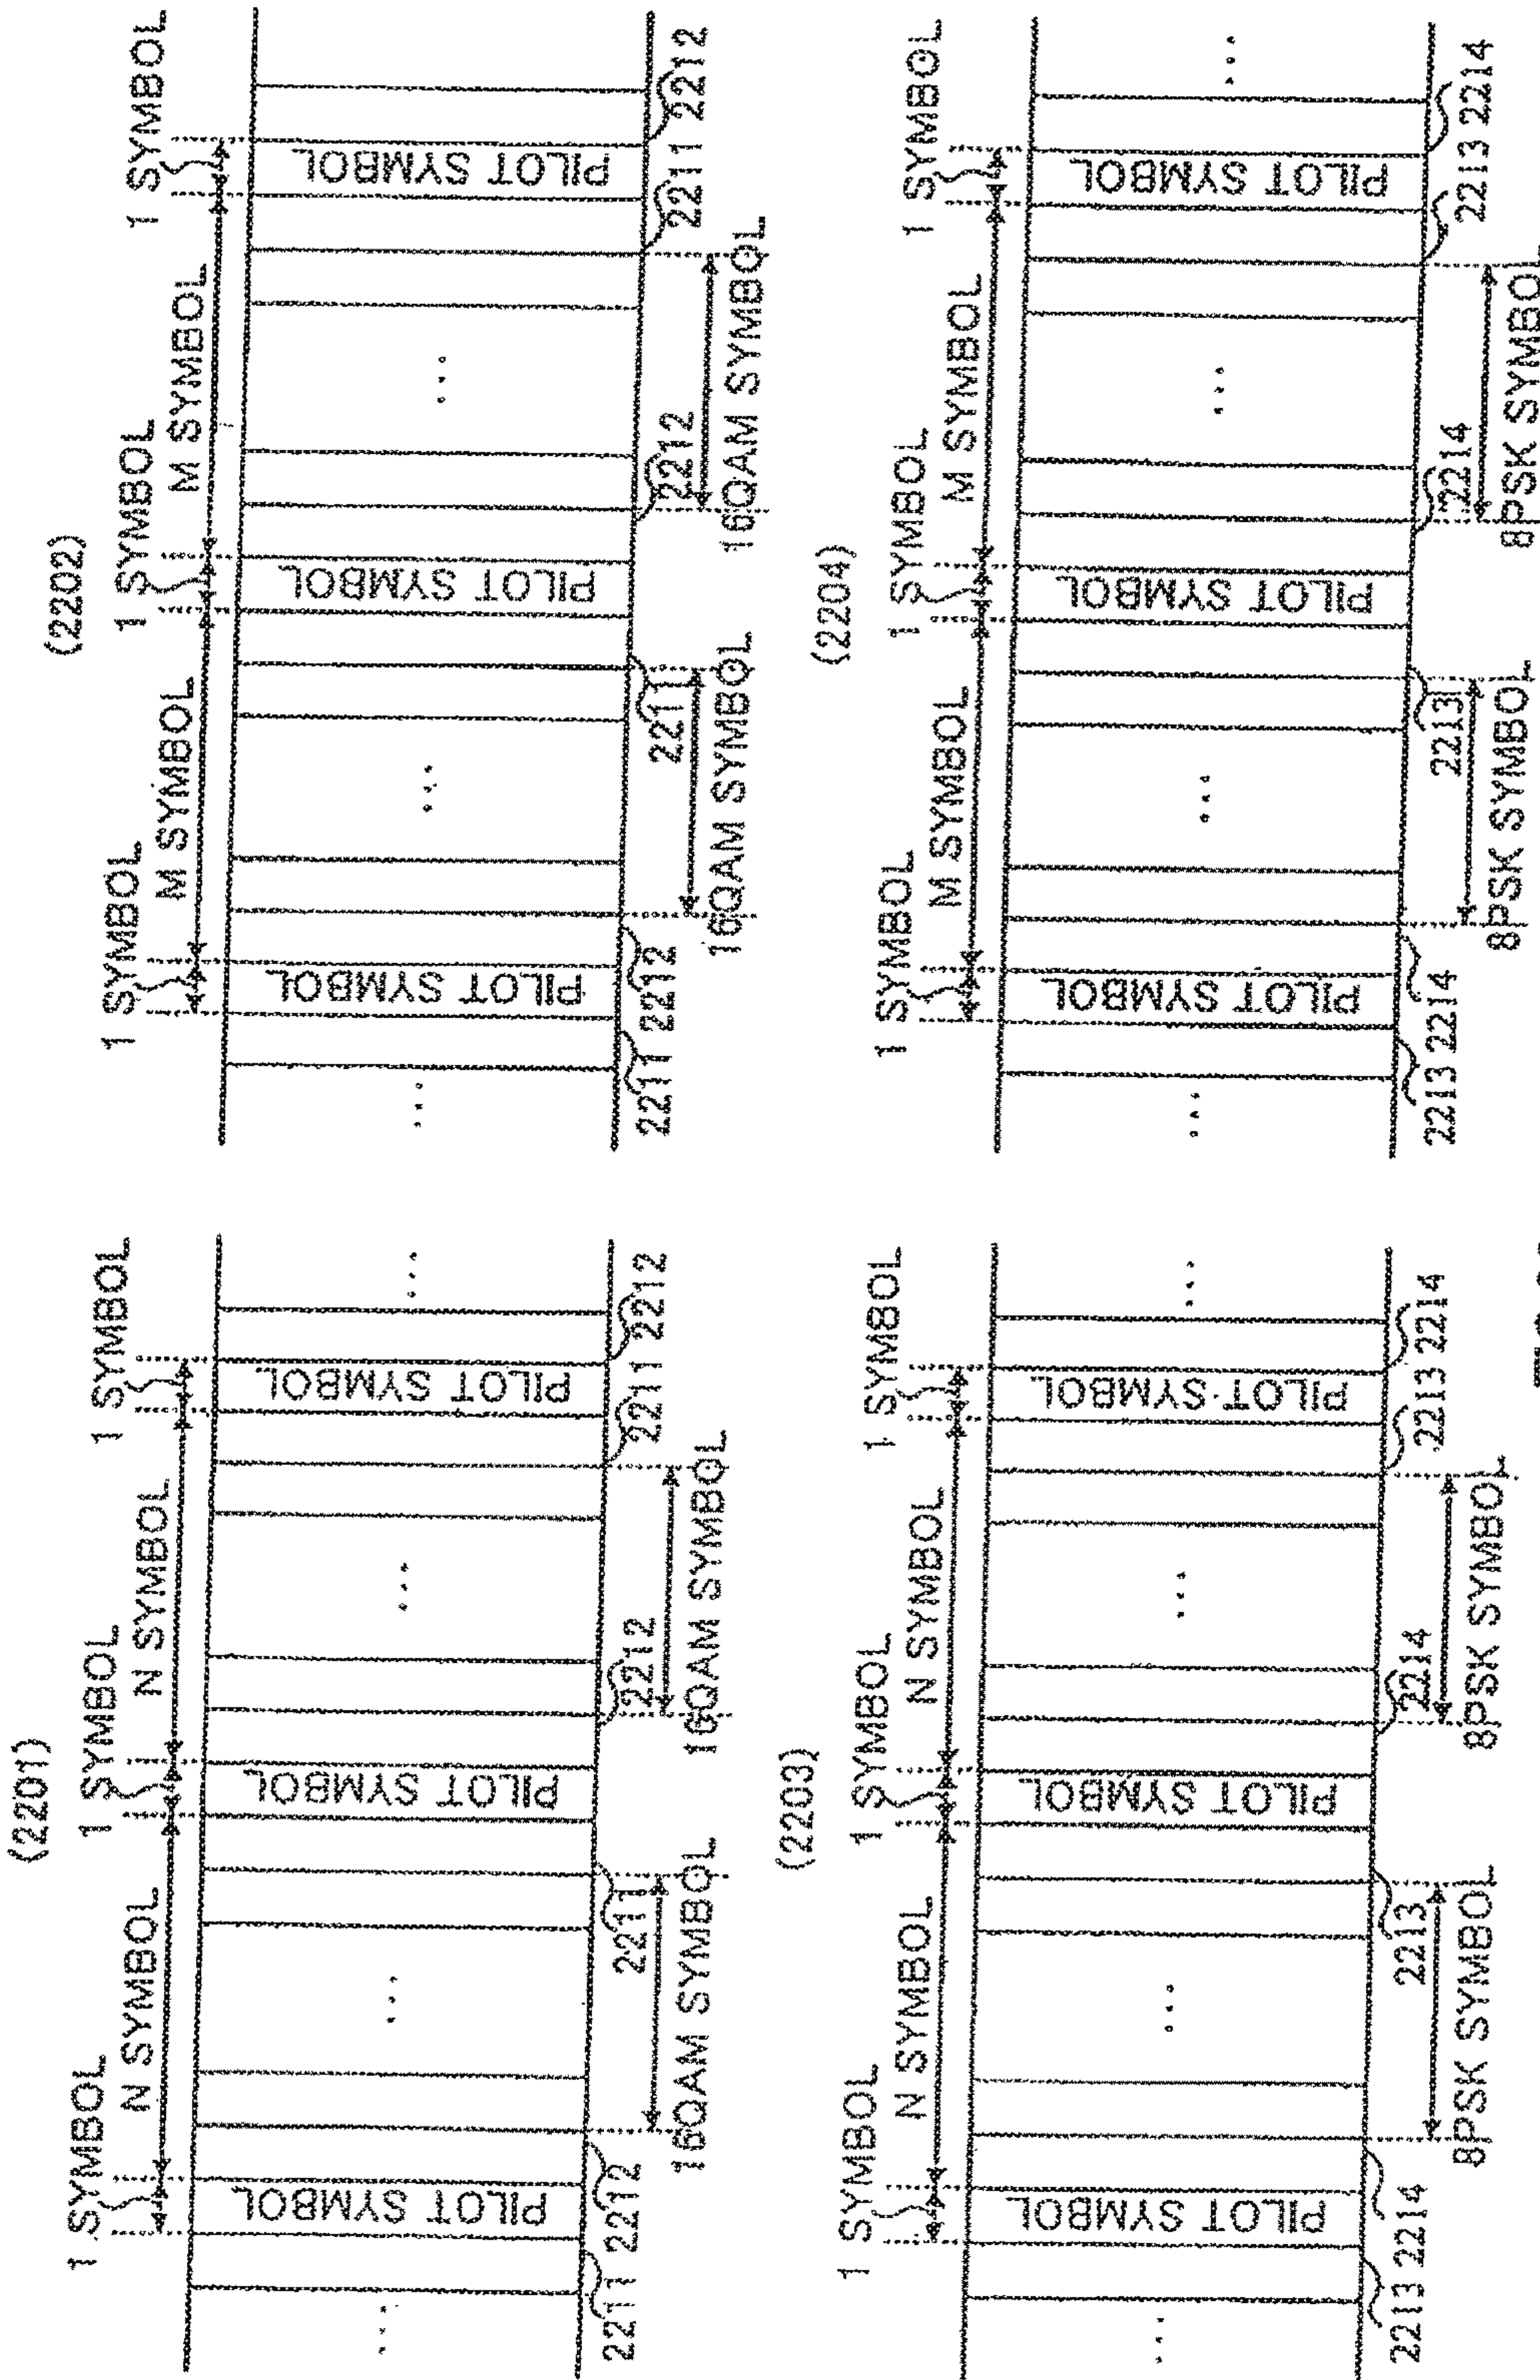 (2201)
1 SYMBOL
N SYMBOL
1 SYMBOL
N SYMBOL
1 SYMBOL
...
PILOT SYMBOL
...
PILOT SYMBOL
...
PILOT SYMBOL
...
2211
2212
2211
2212
2211
2212
16QAM SYMBOL
16QAM SYMBOL
(2202)
1 SYMBOL
M SYMBOL
1 SYMBOL
M SYMBOL
1 SYMBOL
...
PILOT SYMBOL
...
PILOT SYMBOL
...
PILOT SYMBOL
2211
2212
2211
2212
2211
2212
16QAM SYMBOL
16QAM SYMBOL
(2203)
1 SYMBOL
N SYMBOL
1 SYMBOL
N SYMBOL
1 SYMBOL
...
PILOT SYMBOL
...
PILOT SYMBOL
...
PILOT SYMBOL
...
2213
2214
2213
2214
2213
2214
8PSK SYMBOL
8PSK SYMBOL
(2204)
1 SYMBOL
M SYMBOL
1 SYMBOL
M SYMBOL
1 SYMBOL
...
PILOT SYMBOL
...
PILOT SYMBOL
...
PILOT SYMBOL
...
2213
2214
2213
2214
2213
2214
8PSK SYMBOL
8PSK SYMBOL